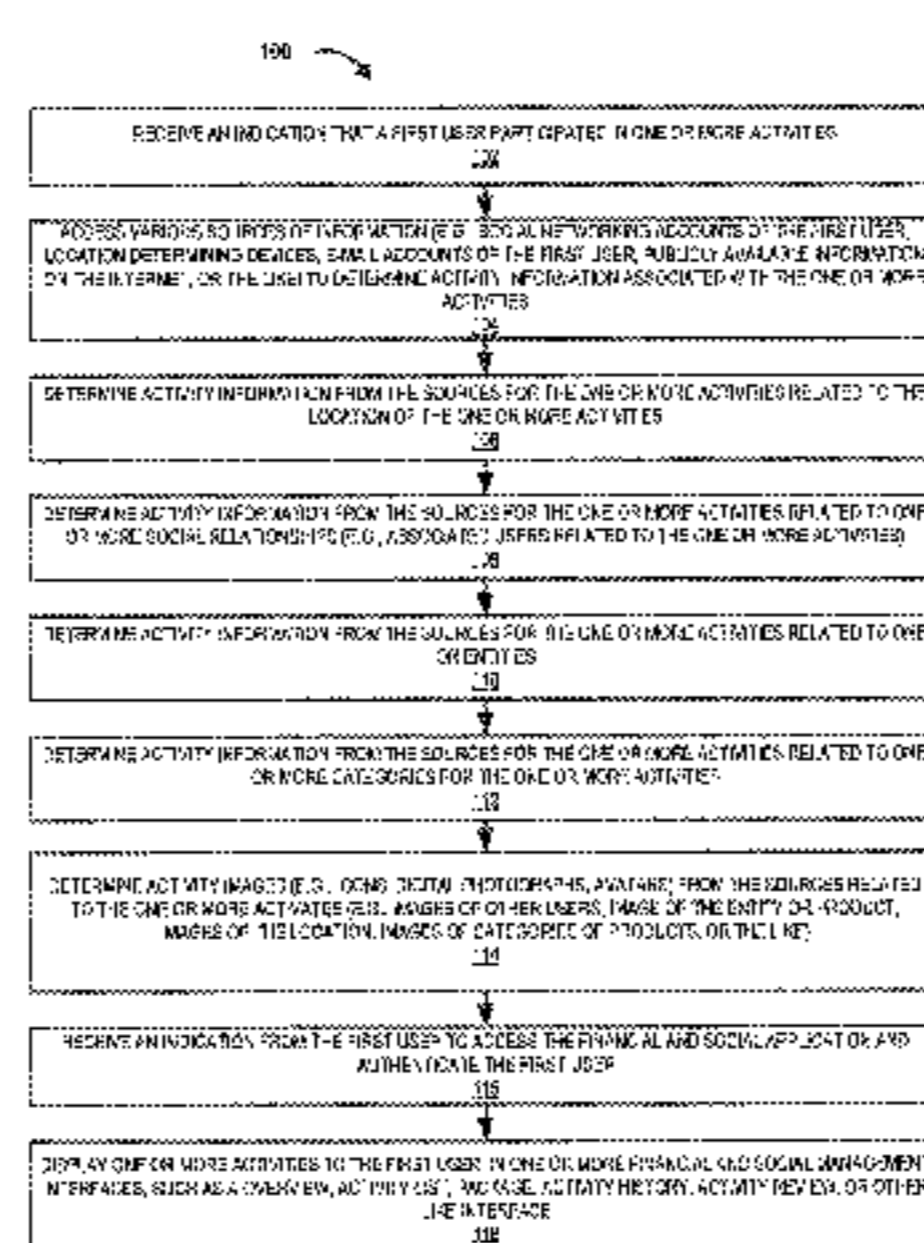 100
RECEIVE AN INDICATION THAT A FIRST USER PARTICIPATED IN ONE OR MORE ACTIVITIES
102
ACCESS VARIOUS SOURCES OF INFORMATION (E.G., SOCIAL NETWORKING ACCOUNTS OF THE FIRST USER,
LOCATION DETERMINING DEVICES, E-MAIL ACCOUNTS OF THE FIRST USER, PUBLICLY AVAILABLE INFORMATION
ON THE INTERNET, OR THE LIKE) TO DETERMINE ACTIVITY INFORMATION ASSOCIATED WITH THE ONE OR MORE
ACTIVITIES
104
DETERMINE ACTIVITY INFORMATION FROM THE SOURCES FOR THE ONE OR MORE ACTIVITIES RELATED TO THE
LOCATION OF THE ONE OR MORE ACTIVITIES
106
DETERMINE ACTIVITY INFORMATION FROM THE SOURCES FOR THE ONE OR MORE ACTIVITIES RELATED TO ONE
OR MORE SOCIAL RELATIONSHIPS (E.G., ASSOCIATED USERS RELATED TO THE ONE OR MORE ACTIVITIES)
108
DETERMINE ACTIVITY INFORMATION FROM THE SOURCES FOR THE ONE OR MORE ACTIVITIES RELATED TO ONE
OR ENTITIES
110
DETERMINE ACTIVITY INFORMATION FROM THE SOURCES FOR THE ONE OR MORE ACTIVITIES RELATED TO ONE
OR MORE CATEGORIES FOR THE ONE OR MORE ACTIVITIES
112
DETERMINE ACTIVITY IMAGES (E.G., ICONS, DIGITAL PHOTOGRAPHS, AVATARS) FROM THE SOURCES RELATED
TO THE ONE OR MORE ACTIVATES (E.G., IMAGES OF OTHER USERS, IMAGE OF THE ENTITY OR PRODUCT,
IMAGES OF THE LOCATION, IMAGES OF CATEGORIES OF PRODUCTS, OR THE LIKE)
114
RECEIVE AN INDICATION FROM THE FIRST USER TO ACCESS THE FINANCIAL AND SOCIAL APPLICATION AND
AUTHENTICATE THE FIRST USER
116
DISPLAY ONE OR MORE ACTIVITIES TO THE FIRST USER IN ONE OR MORE FINANCIAL AND SOCIAL MANAGEMENT
INTERFACES, SUCH AS A OVERVIEW, ACTIVITY LIST, PACKAGE, ACTIVITY HISTORY, ACTIVITY REVIEW, OR OTHER
LIKE INTERFACE
118